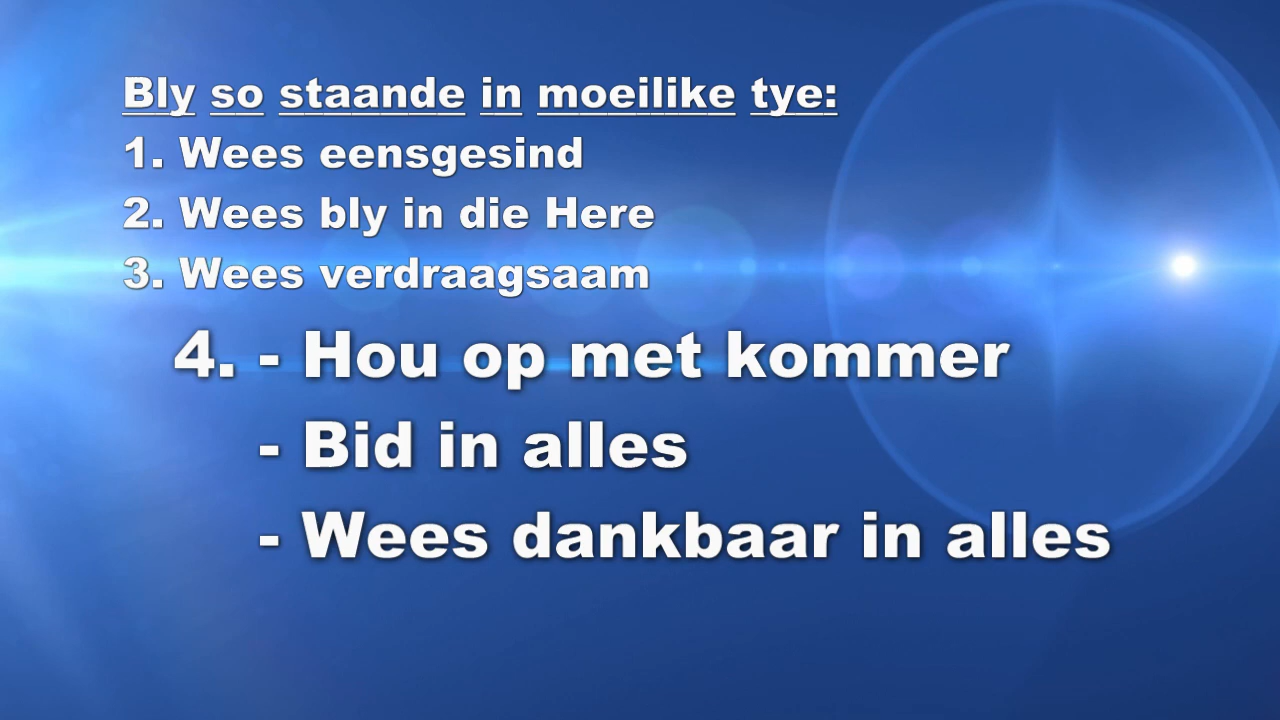 Bly so staande in moeilike tye:
1. Wees eensgesind
2. Wees bly in die Here
3. Wees verdraagsaam
4. - Hou op met kommer
- Bid in alles
- Wees dankbaar in alles